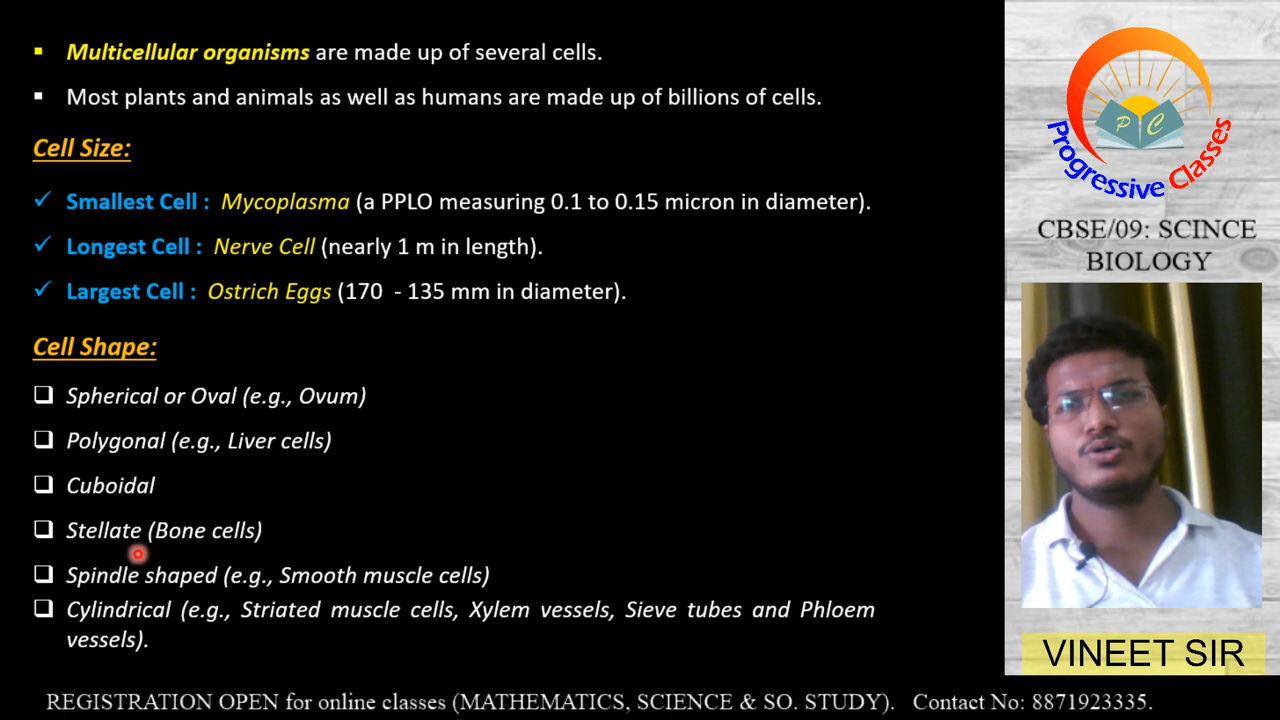 Multicellular organisms are made up of several cells.
Most plants and animals as well as humans are made up of billions of cells.
Cell Size:
Smallest Cell : Mycoplasma (a PPLO measuring 0.1 to 0.15 micron in diameter).
Longest Cell : Nerve Cell (nearly 1 m in length).
Largest Cell : Ostrich Eggs (170 - 135 mm in diameter).
Cell Shape:
Spherical or Oval (e.g., Ovum)
Polygonal (e.g., Liver cells)
Cuboidal
Stellate (Bone cells)
Spindle shaped (e.g., Smooth muscle cells)
Cylindrical (e.g., Striated muscle cells, Xylem vessels, Sieve tubes and Phloem
vessels).
P C
Progressive Classes
CBSE/09: SCINCE
BIOLOGY
VINEET SIR
REGISTRATION OPEN for online classes (MATHEMATICS, SCIENCE & SO. STUDY). Contact No: 8871923335.